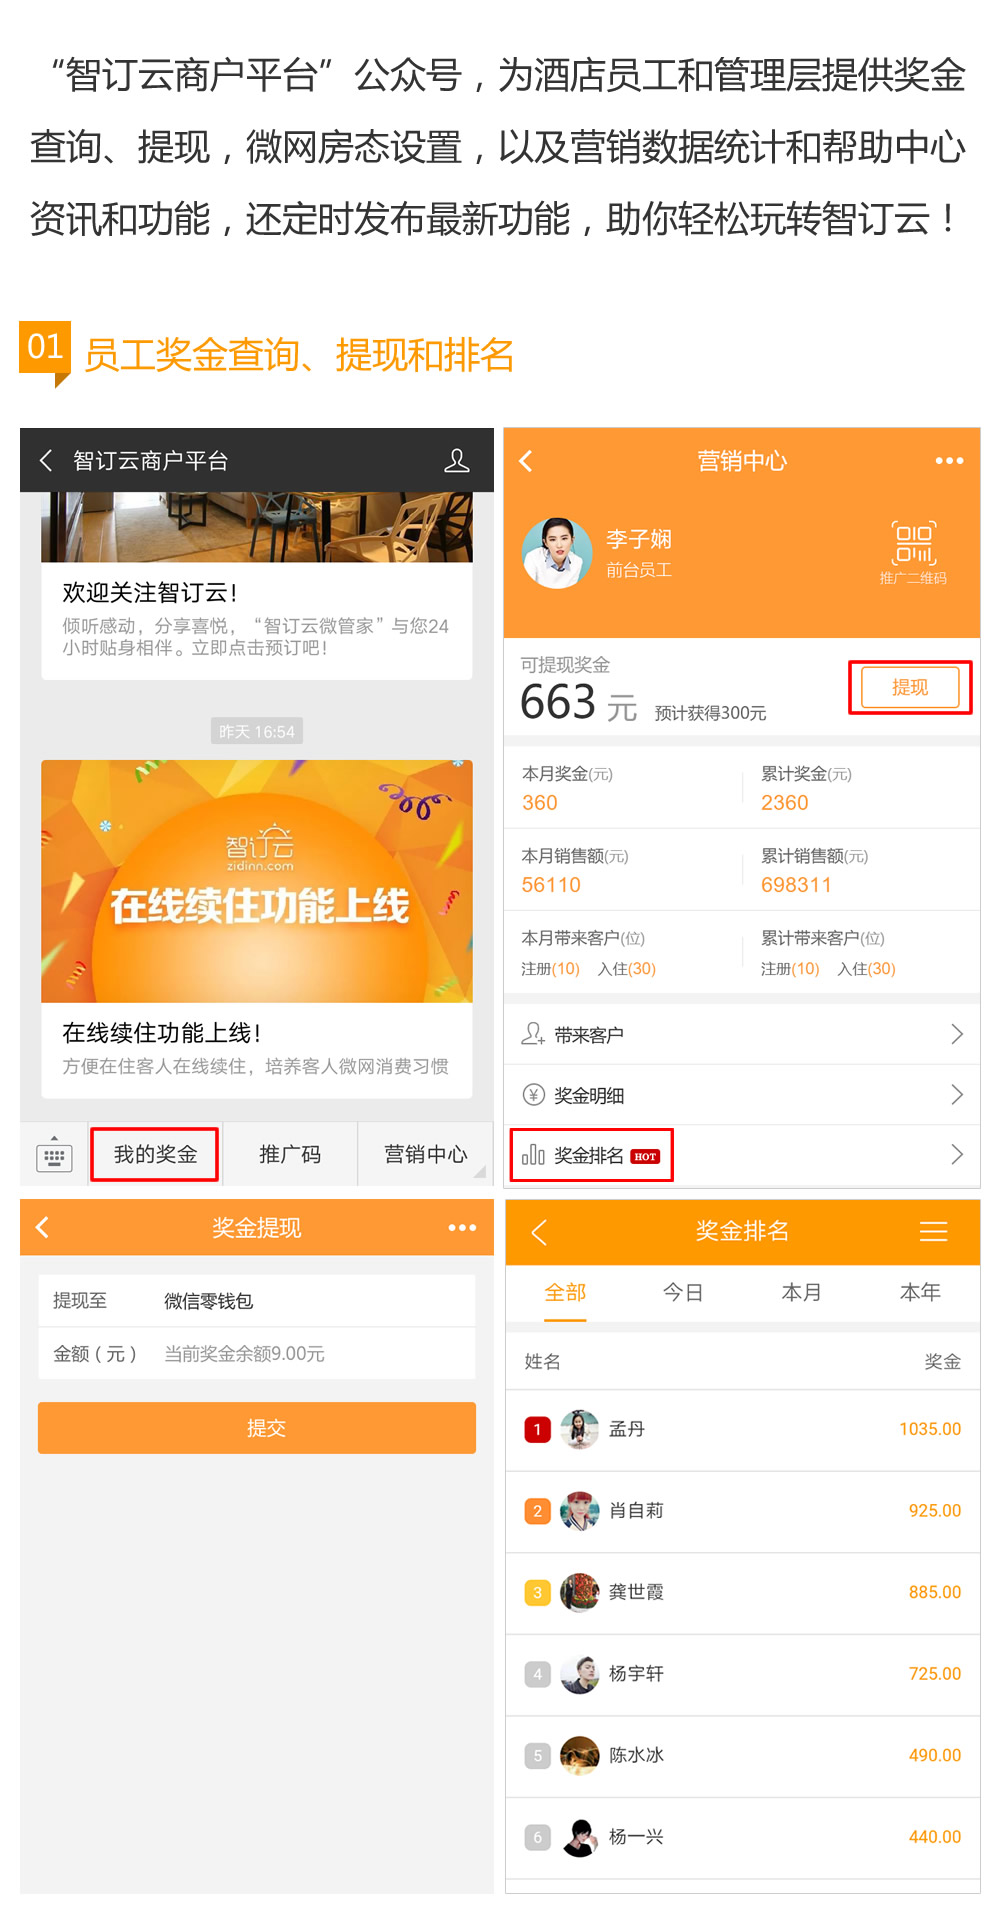 “智订云商户平台”公众号，为酒店员工和管理层提供奖金
查询、提现，微网房态设置，以及营销数据统计和帮助中心
资讯和功能，还定时发布最新功能，助你轻松玩转智订云！
01
员工奖金查询、提现和排名
智订云商户平台
欢迎关注智订云！
倾听感动，分享喜悦，“智订云微管家”与您24
小时贴身相伴。立即点击预订吧！
昨天 16:54
智订云
zidinn.com
在线续住功能上线
在线续住功能上线！
方便在住客人在线续住，培养客人微网消费习惯
我的奖金
推广码
营销中心
营销中心
李子娴
前台员工
推广二维码
可提现奖金
663 元 预计获得300元
提现
本月奖金(元)
360
累计奖金(元)
2360
本月销售额(元)
56110
累计销售额(元)
698311
本月带来客户(位)
注册(10) 入住(30)
累计带来客户(位)
注册(10) 入住(30)
带来客户
奖金明细
奖金排名 HOT
奖金提现
提现至 微信零钱包
金额（元） 当前奖金余额9.00元
提交
奖金排名
全部 今日 本月 本年
姓名 奖金
1 孟丹 1035.00
2 肖自莉 925.00
3 龚世霞 885.00
4 杨宇轩 725.00
5 陈水冰 490.00
6 杨一兴 440.00